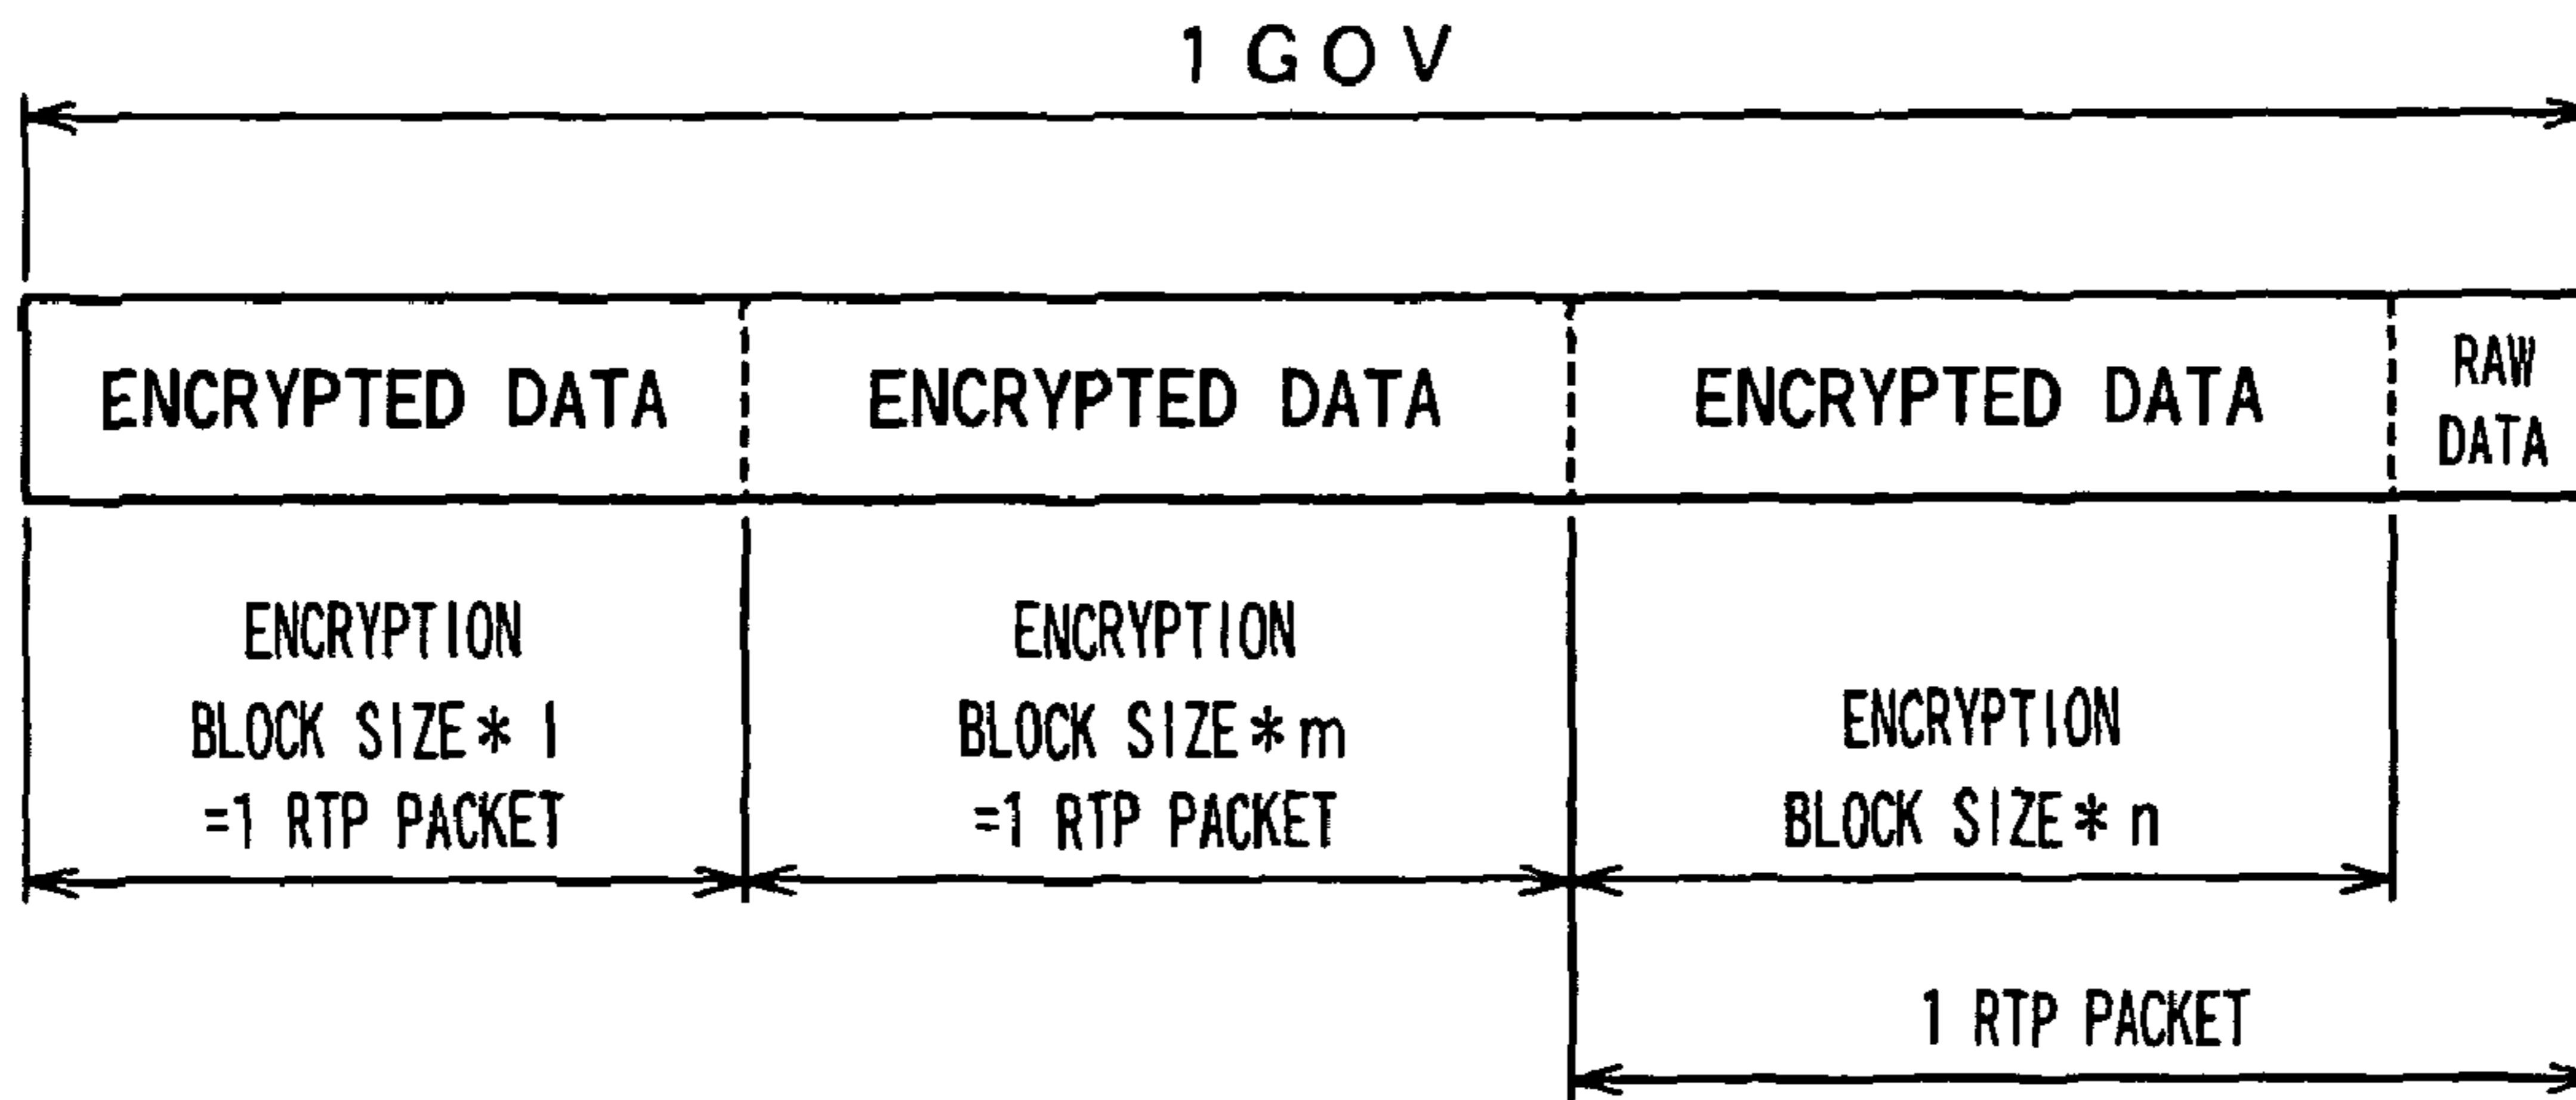 1 GOV
ENCRYPTED DATA
ENCRYPTED DATA
ENCRYPTED DATA
RAW
DATA
ENCRYPTION
BLOCK SIZE* l
=1 RTP PACKET
ENCRYPTION
BLOCK SIZE*m
=1 RTP PACKET
ENCRYPTION
BLOCK SIZE*n
1 RTP PACKET